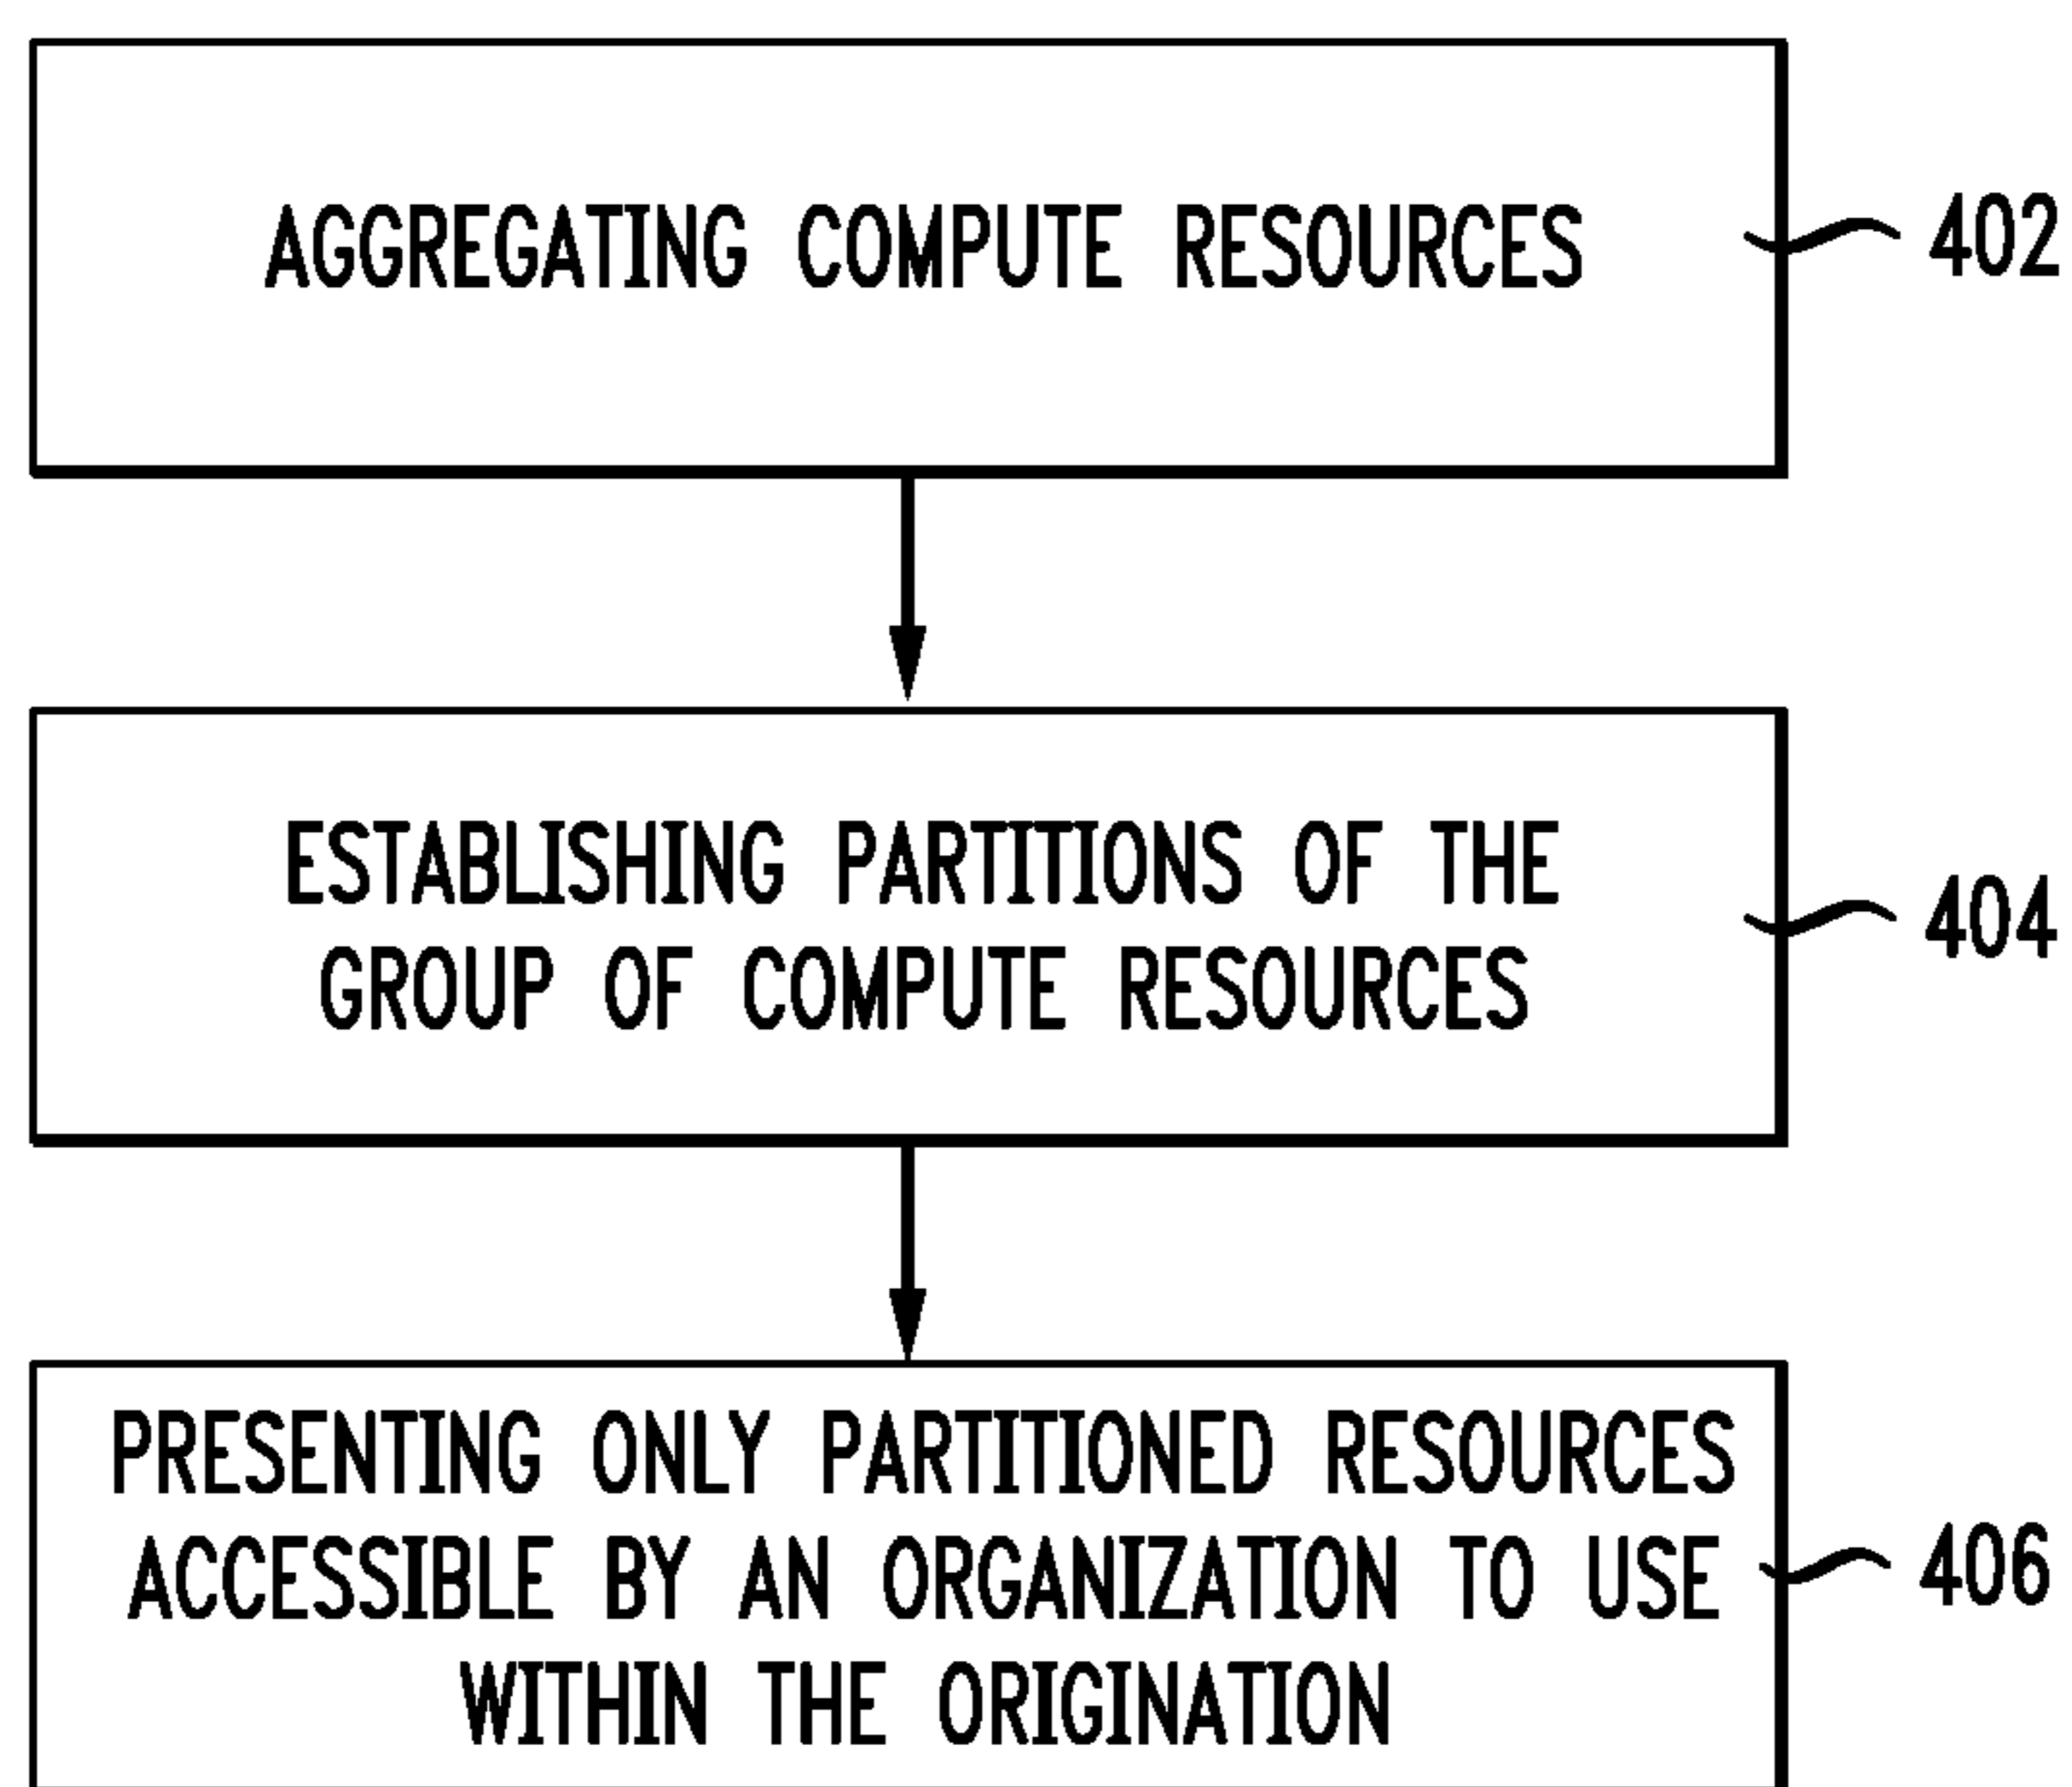 AGGREGATING COMPUTE RESOURCES
402
ESTABLISHING PARTITIONS OF THE
GROUP OF COMPUTE RESOURCES
404
PRESENTING ONLY PARTITIONED RESOURCES
ACCESSIBLE BY AN ORGANIZATION TO USE
WITHIN THE ORIGINATION
406